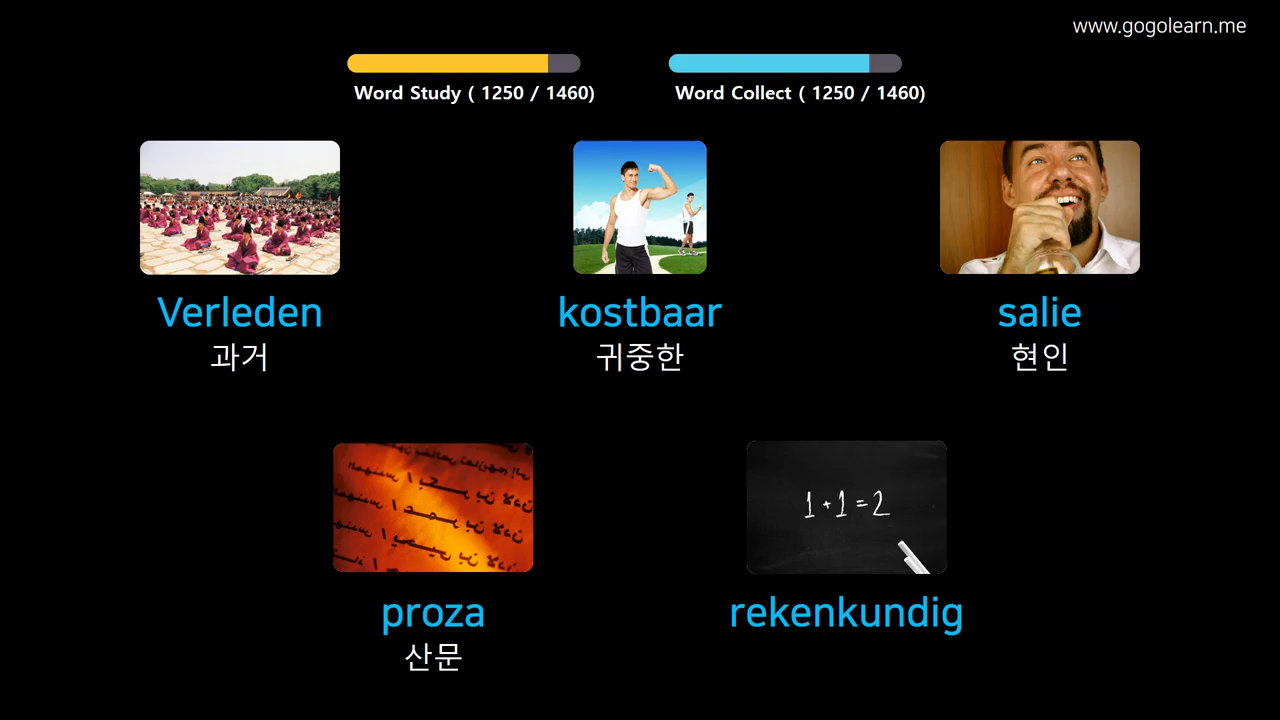 www.gogolearn.me
Word Study ( 1250 / 1460)
Word Collect ( 1250 / 1460)
Verleden
과거
kostbaar
귀중한
salie
현인
1+1=2
proza
산문
rekenkundig